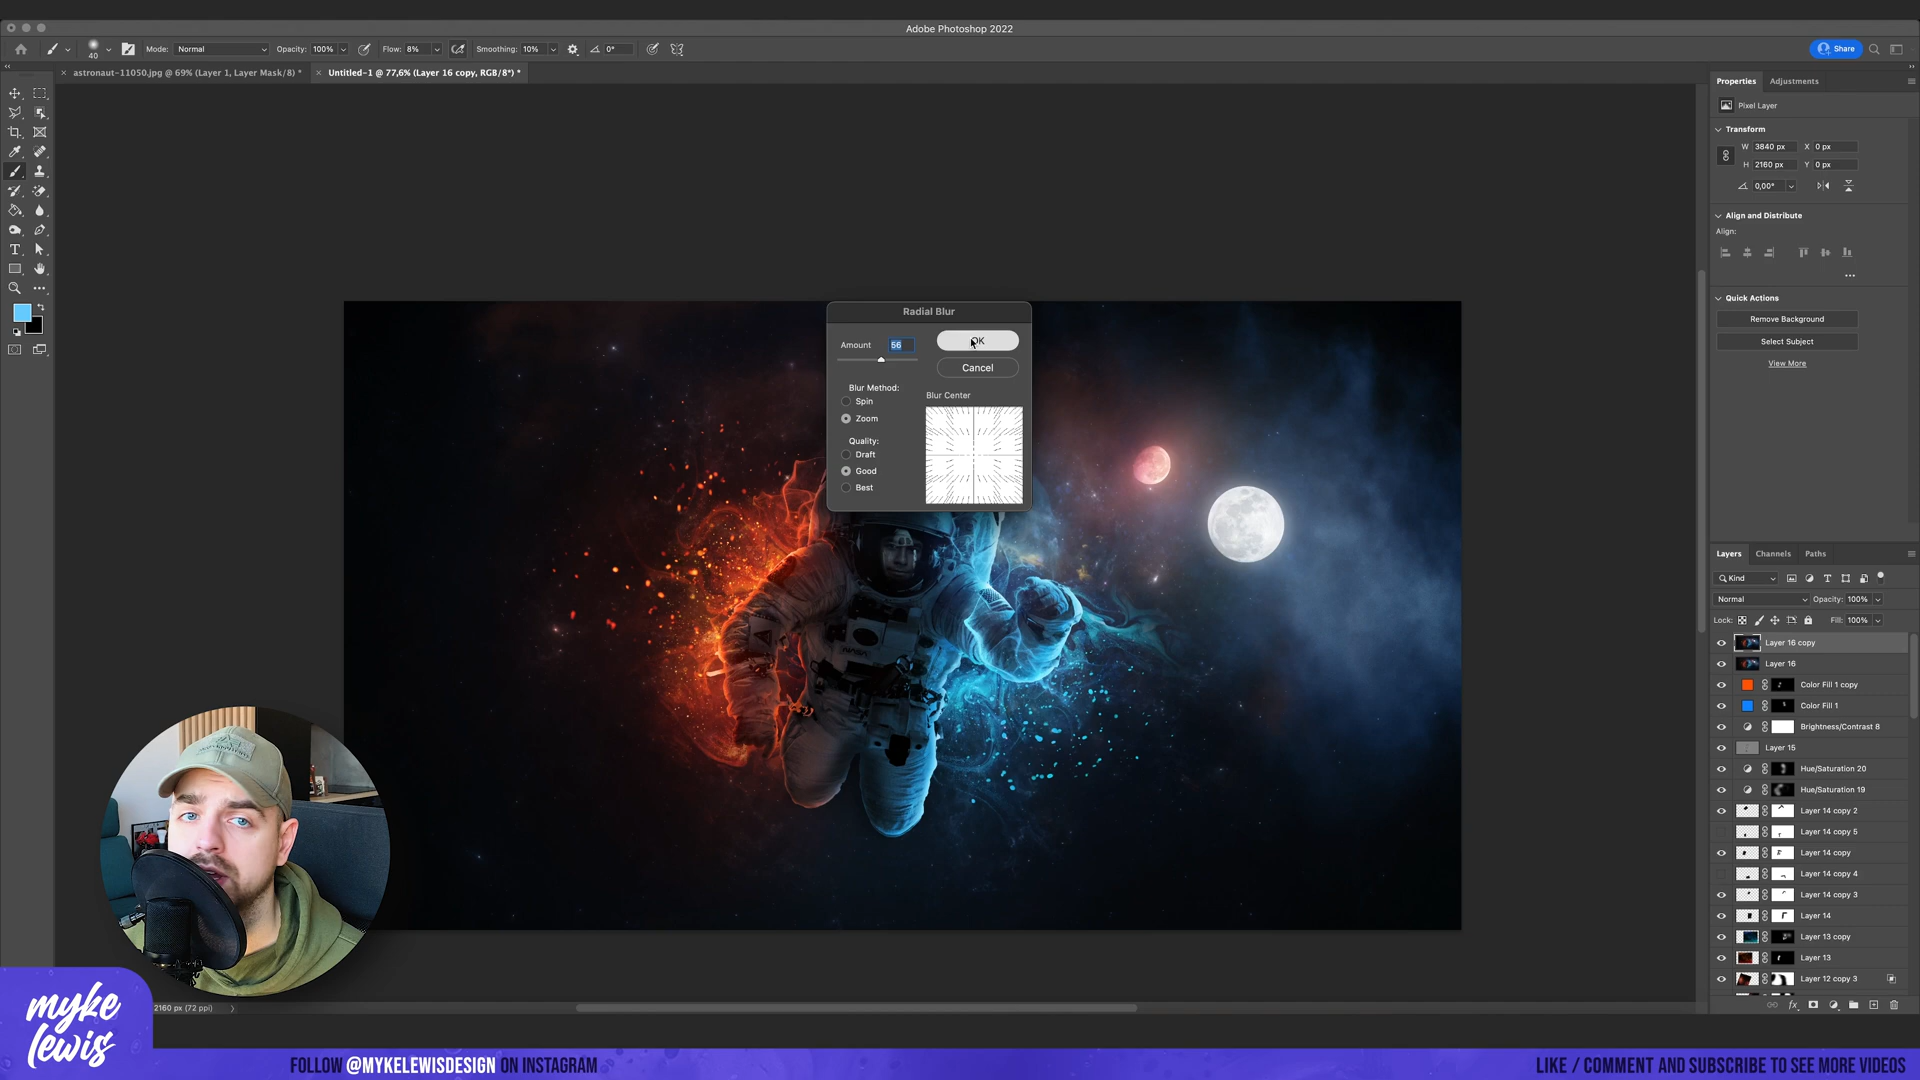 Adobe Photoshop 2022
40
Mode: Normal
Opacity: 100%
Flow: 8%
Smoothing: 10%
0°
Share
astronaut-11050.jpg @ 69% (Layer 1, Layer Mask/8) *
Untitled-1 @ 77,6% (Layer 16 copy, RGB/8*) *
Properties
Adjustments
Pixel Layer
Transform
W 3840 px X 0 px
H 2160 px Y 0 px
0,00°
Align and Distribute
Align:
Quick Actions
Remove Background
Select Subject
View More
Radial Blur
Amount 56
OK
Cancel
Blur Method:
Spin
Zoom
Quality:
Draft
Good
Best
Blur Center
NASA
Layers
Channels
Paths
Kind
Normal
Opacity: 100%
Lock:
Fill: 100%
Layer 16 copy
Layer 16
Color Fill 1 copy
Color Fill 1
Brightness/Contrast 8
Layer 15
Hue/Saturation 20
Hue/Saturation 19
Layer 14 copy 2
Layer 14 copy 5
Layer 14 copy
Layer 14 copy 4
Layer 14 copy 3
Layer 14
Layer 13 copy
Layer 13
Layer 12 copy 3
fx
2160 px (72 ppi)
myke
lewis
FOLLOW @MYKELEWISDESIGN ON INSTAGRAM
LIKE / COMMENT AND SUBSCRIBE TO SEE MORE VIDEOS